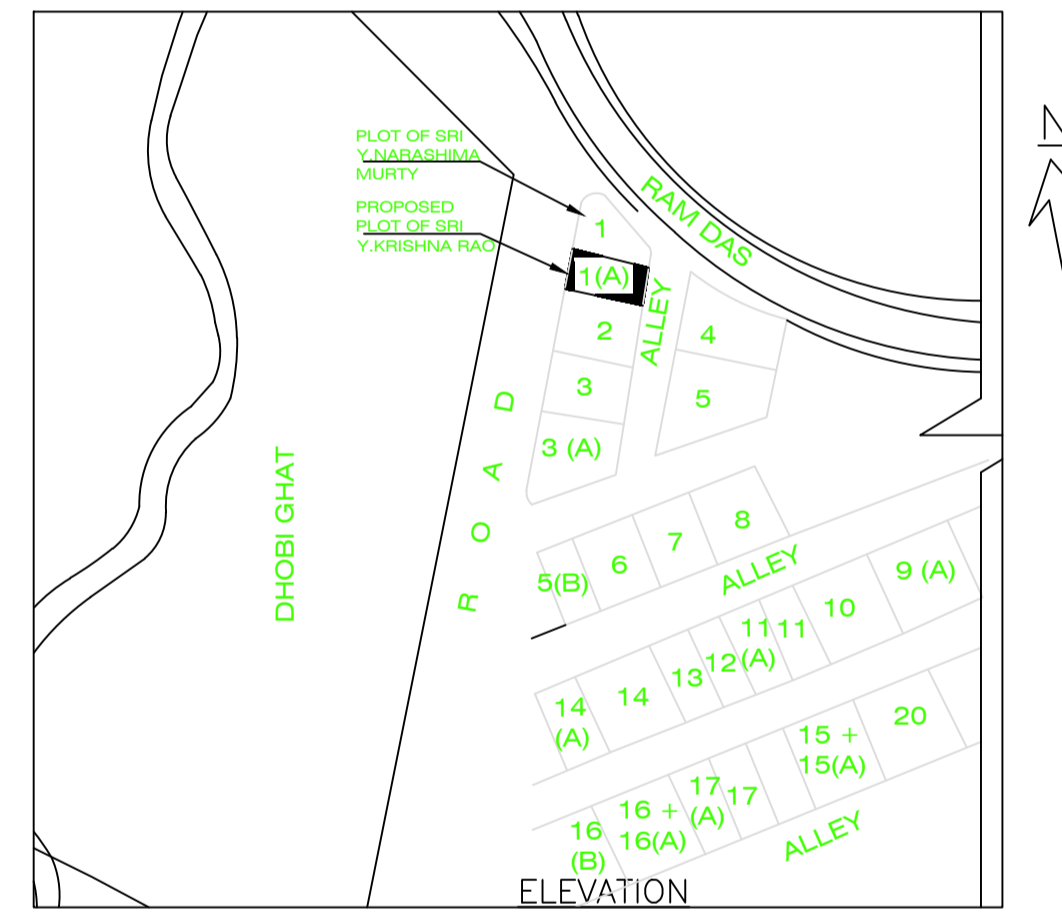 N
PLOT OF SRI
Y.NARASHIMA
MURTY
PROPOSED
PLOT OF SRI
Y.KRISHNA RAO
RAM DAS
1
1(A)
ALLEY
2
4
3
5
3 (A)
ROAD
DHOBI GHAT
5(B)
6
7
8
ALLEY
9 (A)
10
11
11
(A)
12
13
14
14
(A)
20
15 +
15(A)
17
17
(A)
16 +
16(A)
16
(B)
ALLEY
ELEVATION